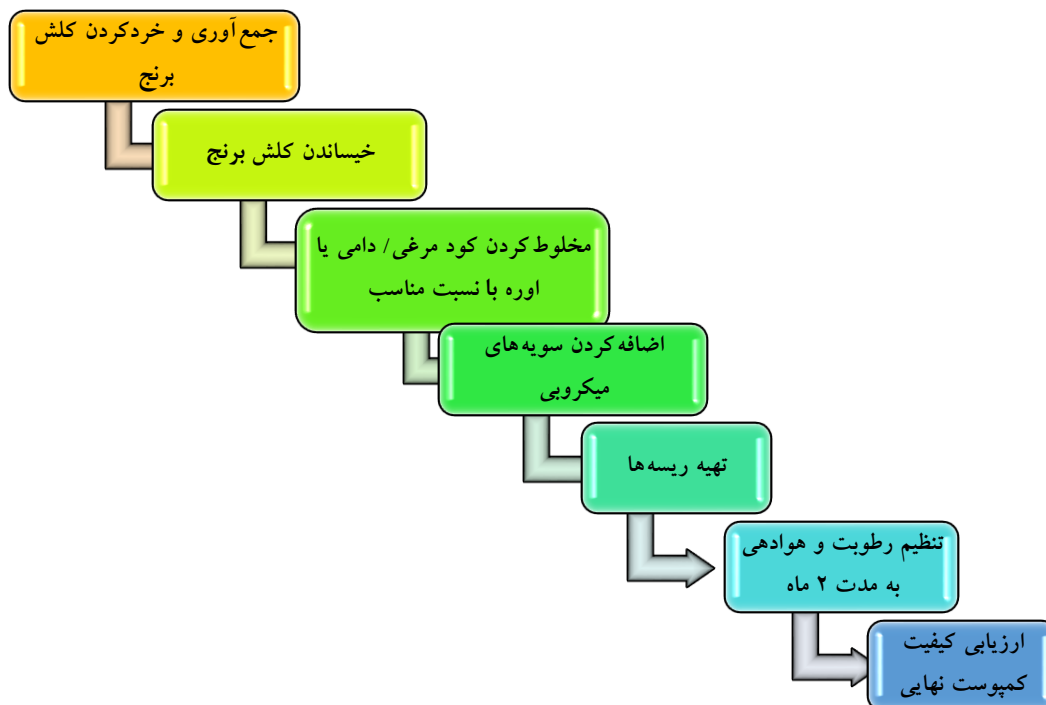 جمع‌آوری و خردکردن کلش
برنج
خیساندن کلش برنج
مخلوط کردن کود مرغی/ دامی یا
اوره با نسبت مناسب
اضافه کردن سویه‌های
میکروبی
تهیه ریسه‌ها
تنظیم رطوبت و هوادهی
به مدت ۲ ماه
ارزیابی کیفیت
کمپوست نهایی